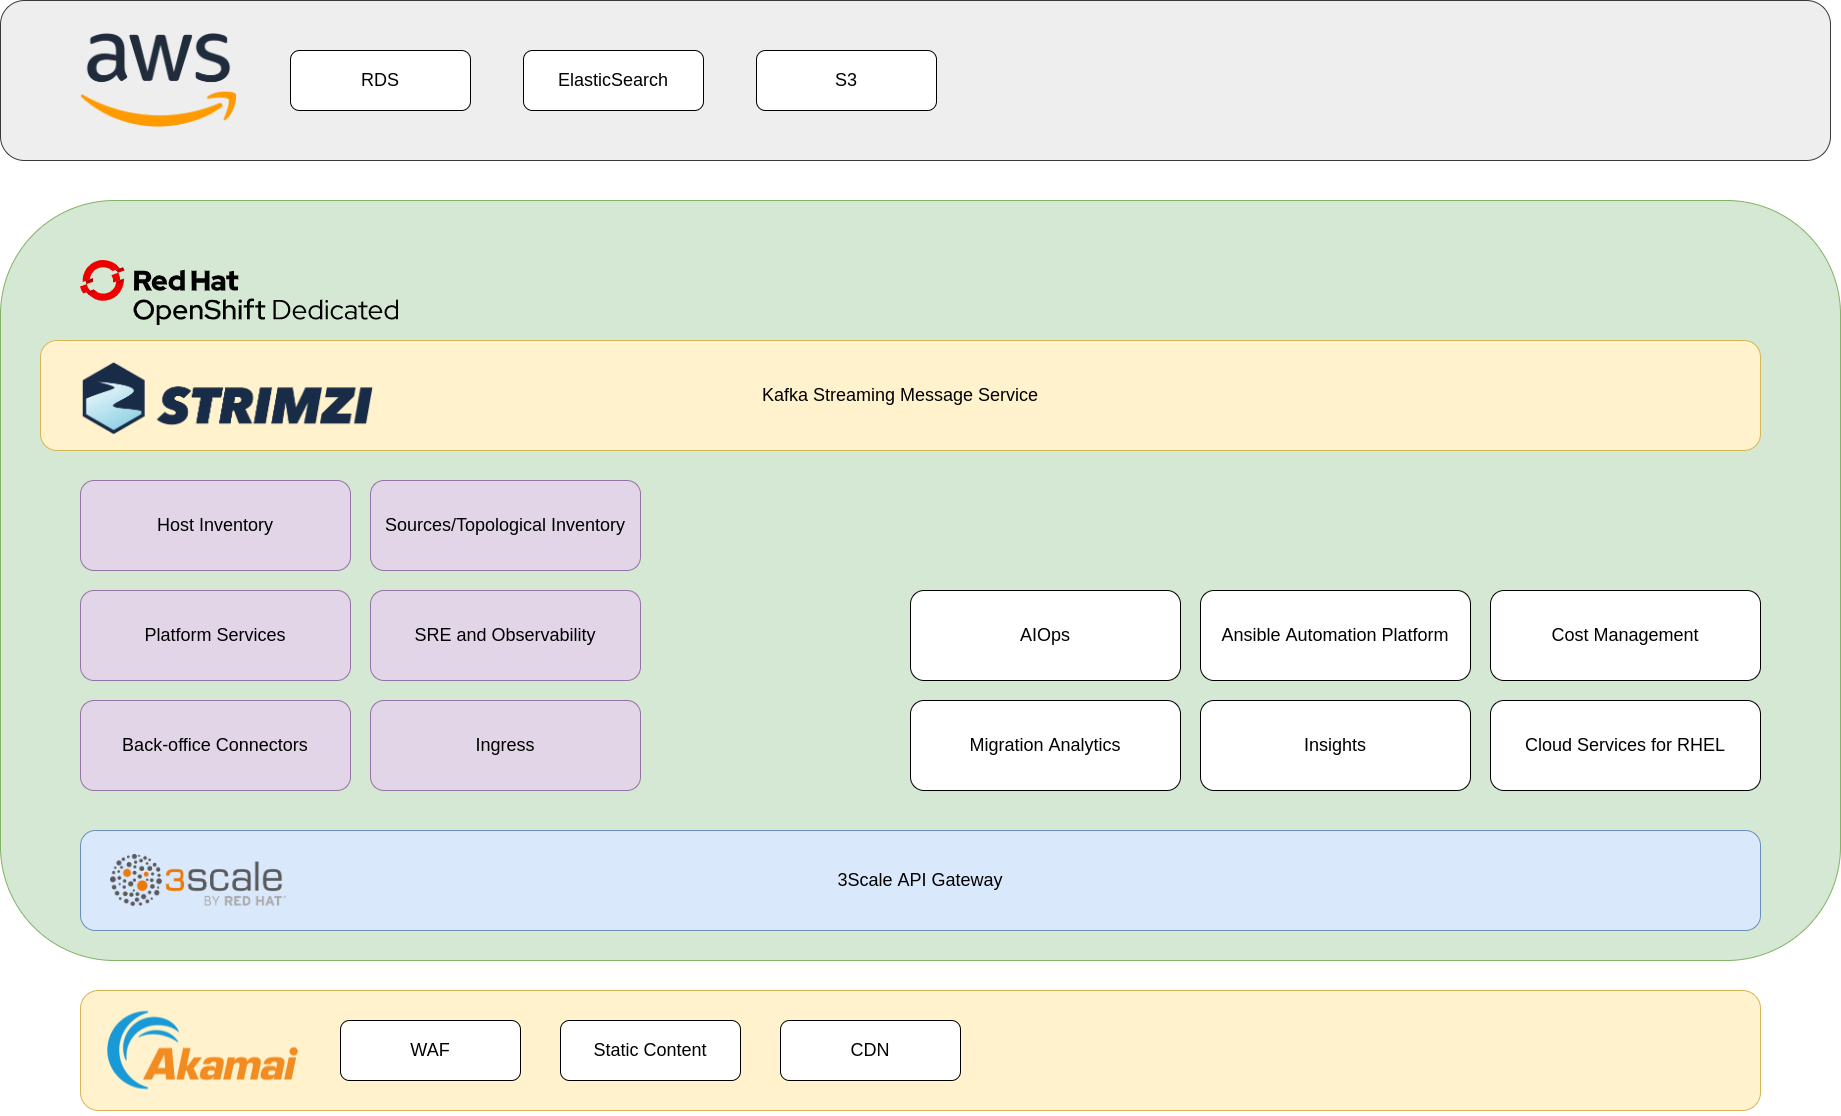 aws
RDS
ElasticSearch
S3
Red Hat
OpenShift Dedicated
STRIMZI
Kafka Streaming Message Service
Host Inventory
Sources/Topological Inventory
Platform Services
SRE and Observability
AIOps
Ansible Automation Platform
Cost Management
Back-office Connectors
Ingress
Migration Analytics
Insights
Cloud Services for RHEL
3scale
BY RED HAT
3Scale API Gateway
Akamai
WAF
Static Content
CDN